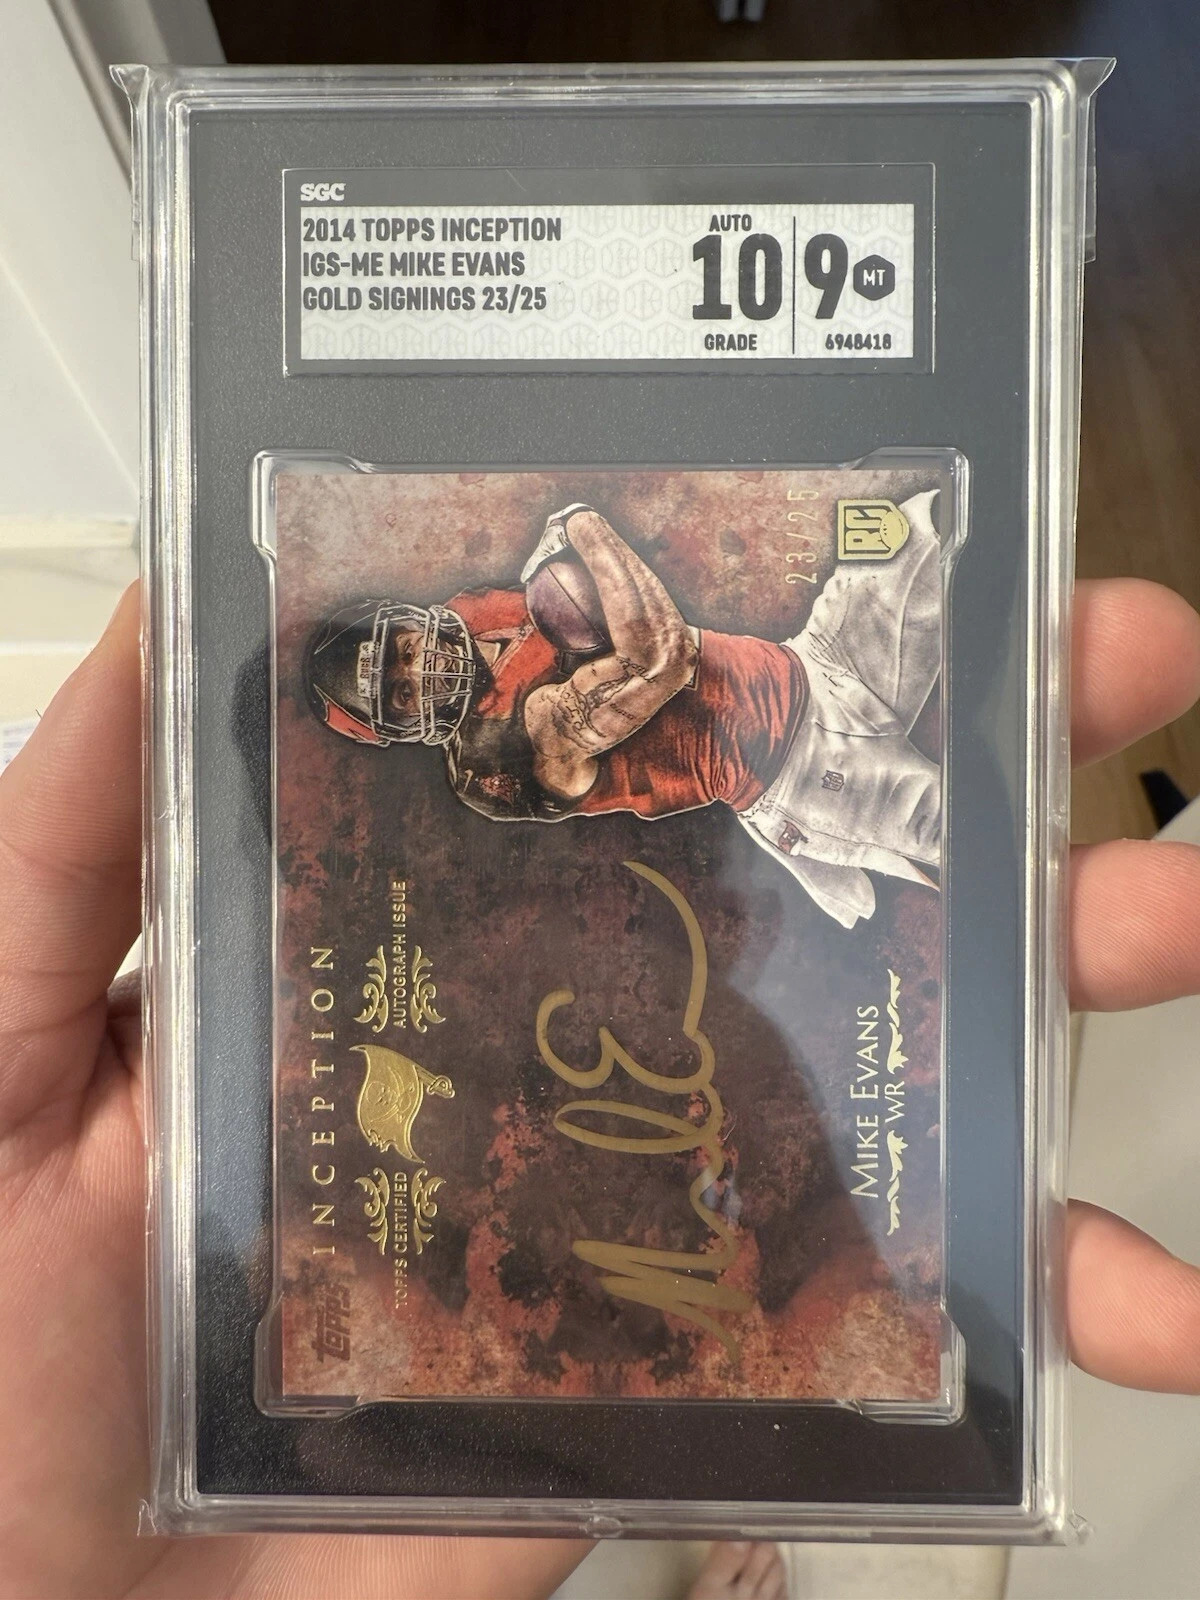 SGC
2014 TOPPS INCEPTION
IGS-ME MIKE EVANS
GOLD SIGNINGS 23/25
AUTO
10
GRADE
9 MT
6948418
23/25
RC
INCEPTION
TOPPS CERTIFIED
AUTOGRAPH ISSUE
MIKE EVANS
WR
TOPPS